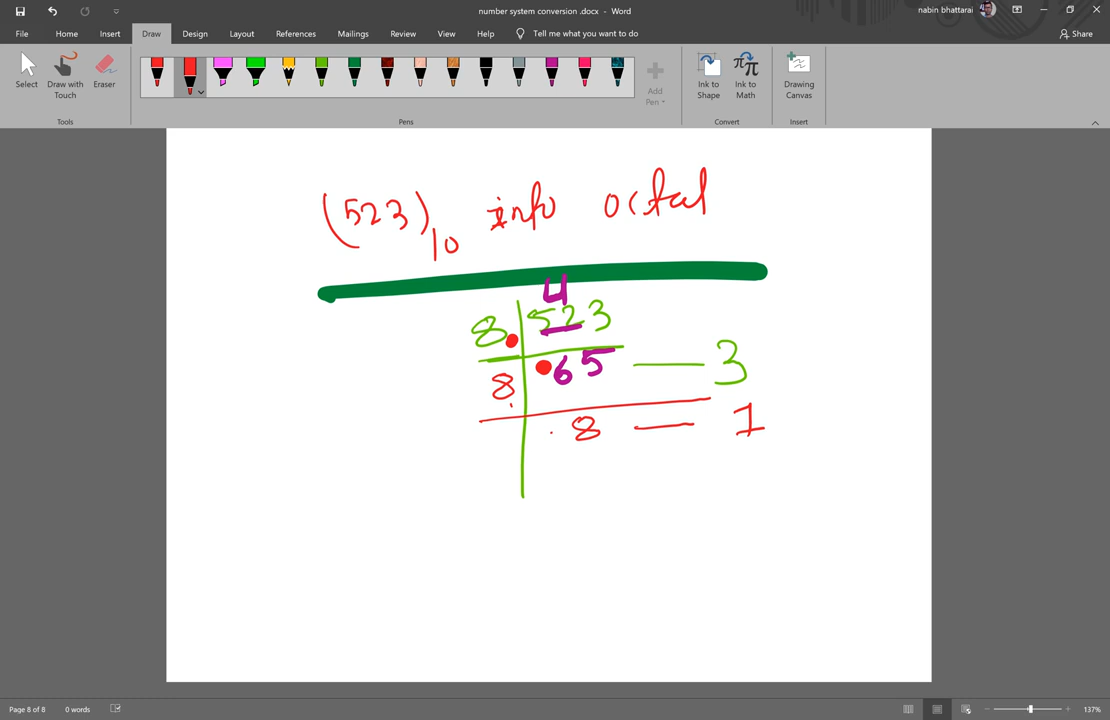 number system conversion .docx - Word
nabin bhattarai
File Home Insert Draw Design Layout References Mailings Review View Help Tell me what you want to do Share
Select Draw with Touch Eraser Add Pen Ink to Shape Ink to Math Drawing Canvas
Tools Pens Convert Insert
(523)10 info octal
4
8 523
8 65 — 3
8 — 1
Page 8 of 8 0 words 137%